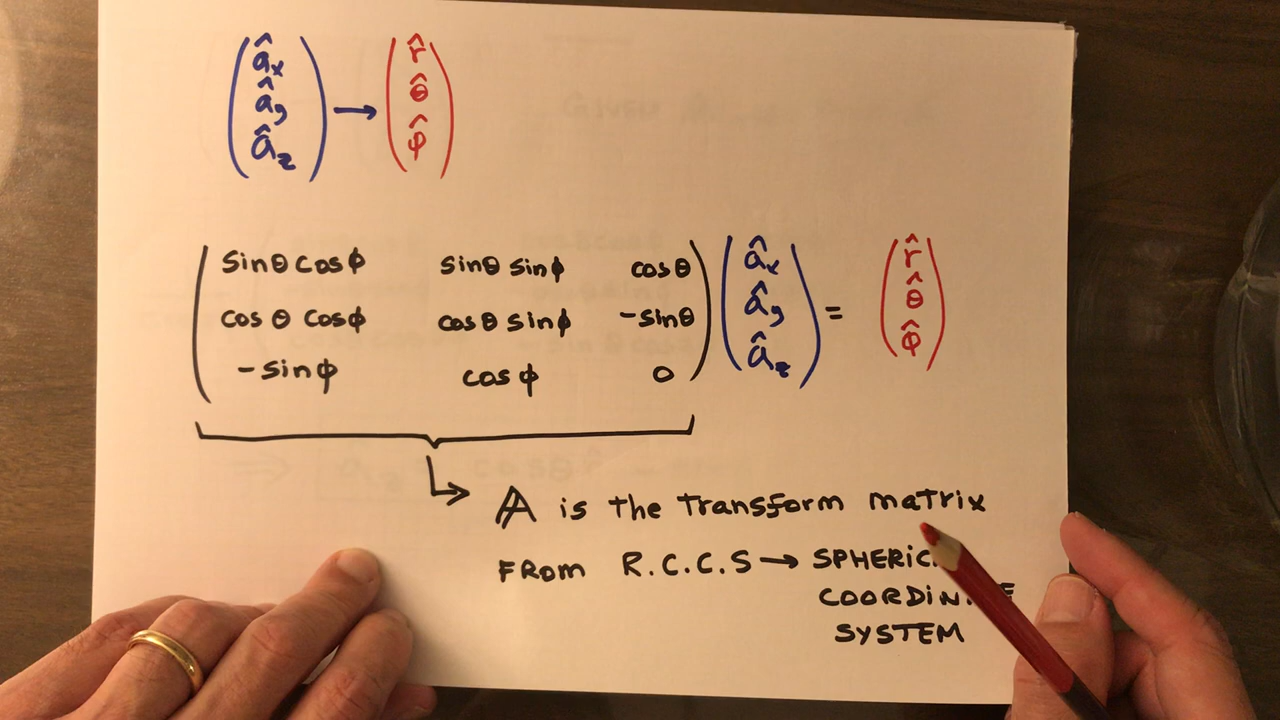 (âx ây âz) → (r̂ θ̂ φ̂)
sinθ cosϕ sinθ sinϕ cosθ
cosθ cosϕ cosθ sinϕ -sinθ
-sinϕ cosϕ 0
(âx ây âz) = (r̂ θ̂ φ̂)
A is the Transform matrix
FROM R.C.C.S → SPHERIC
COORDIN
SYSTEM